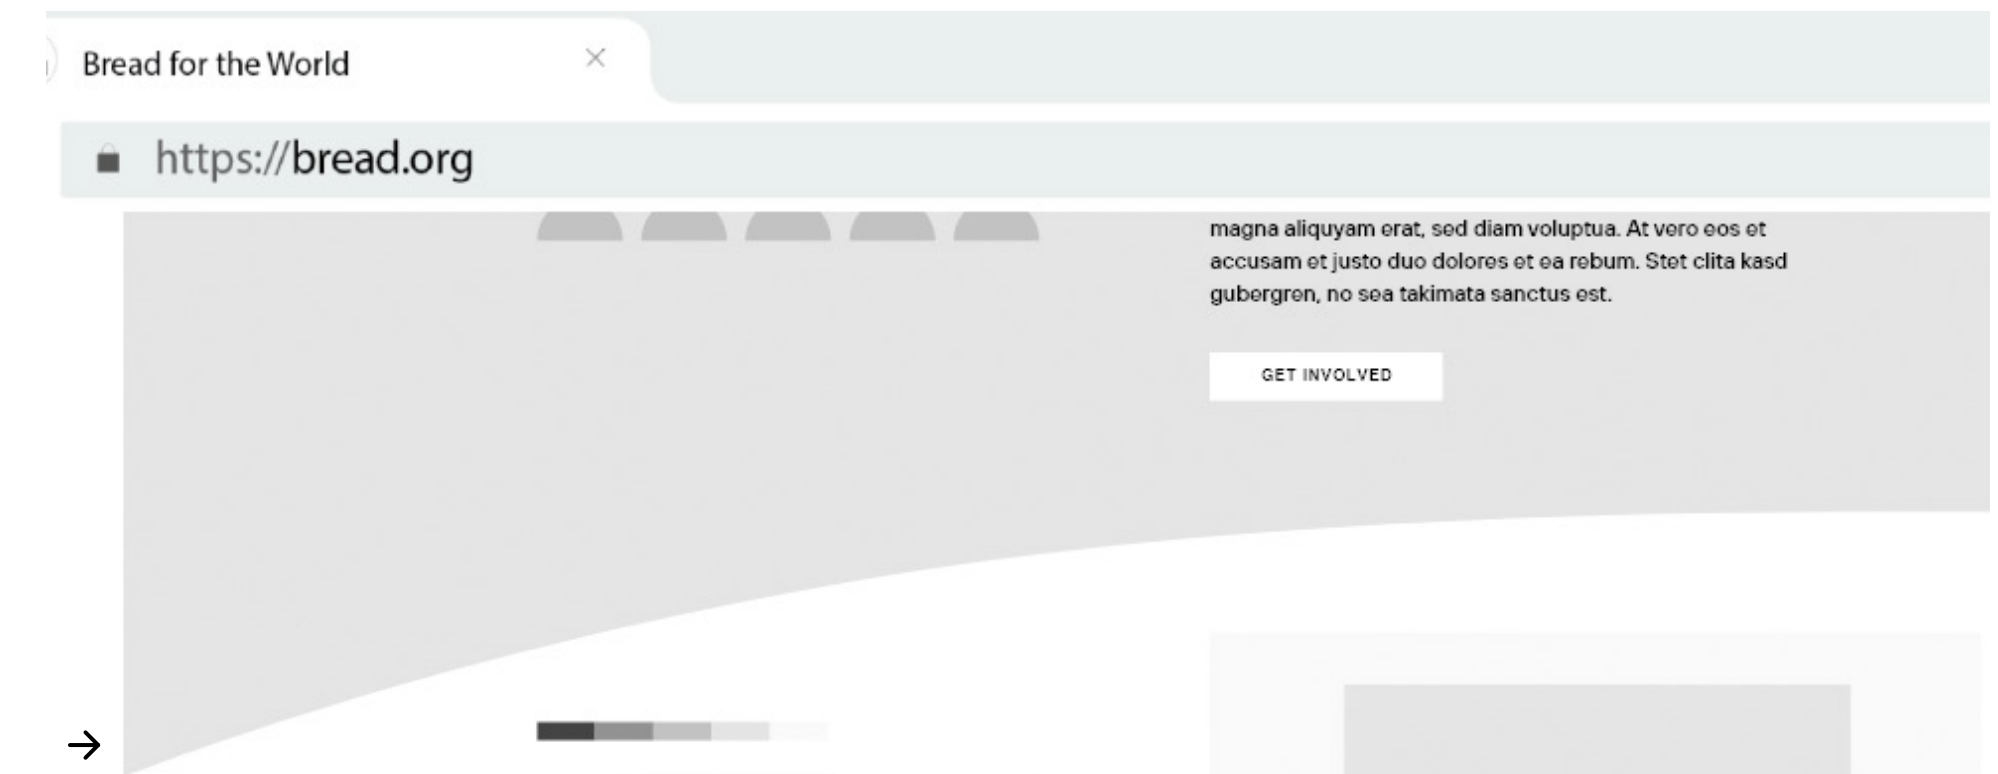 Bread for the World
https://bread.org
magna aliquyam erat, sed diam voluptua. At vero eos et
accusam et justo duo dolores et ea rebum. Stet clita kasd
gubergren, no sea takimata sanctus est.
GET INVOLVED